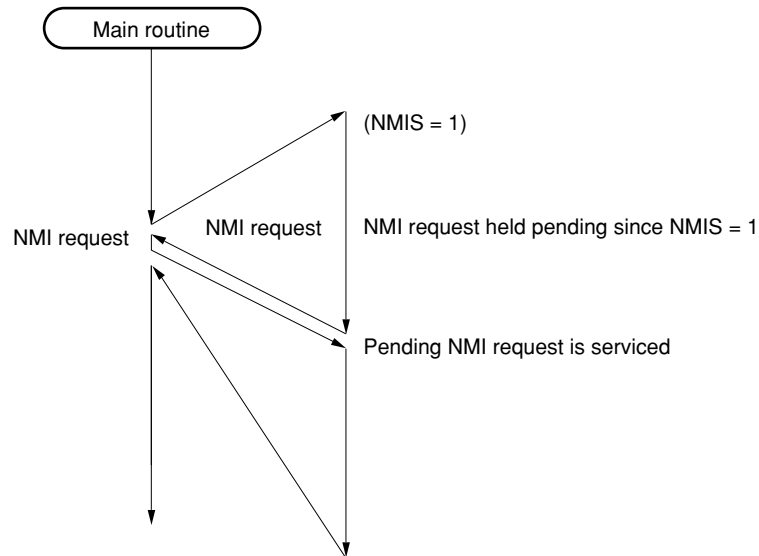 Main routine
(NMIS = 1)
NMI request
NMI request
NMI request held pending since NMIS = 1
Pending NMI request is serviced